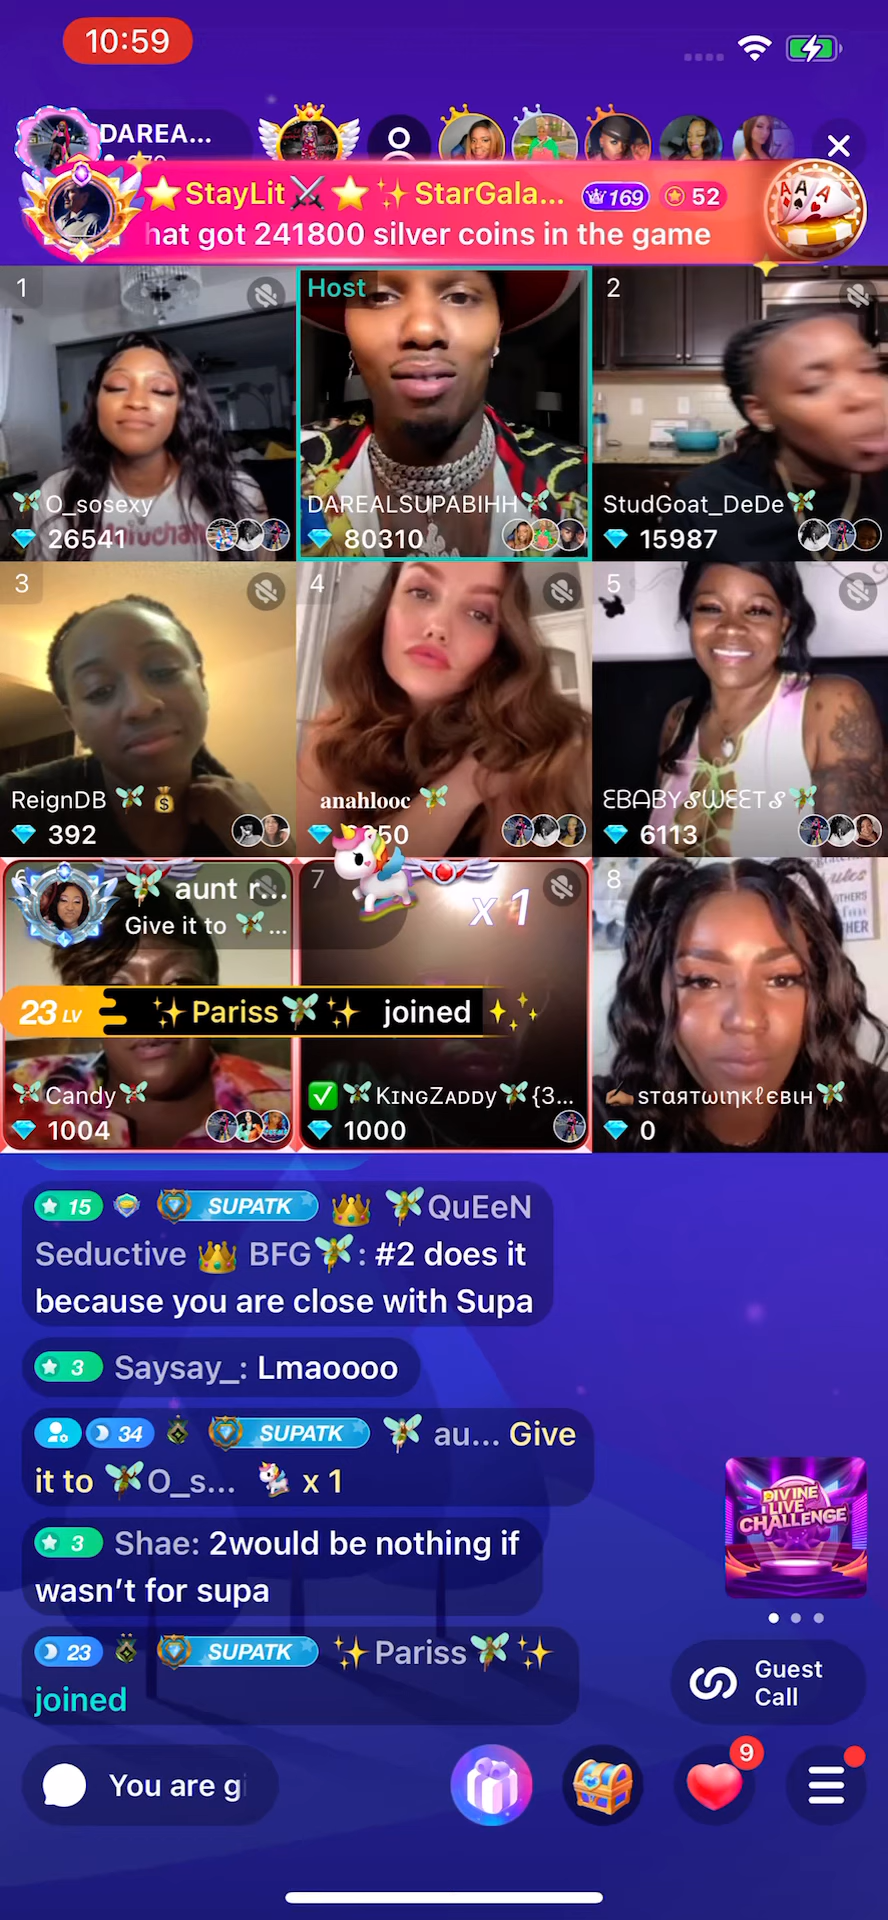 10:59
DAREA...
StayLit⚔️⭐✨StarGala... 169 52
hat got 241800 silver coins in the game
1
Host
2
O_sosexy
26541
DAREALSUPABIHH
80310
StudGoat_DeDe
15987
3
4
5
ReignDB 💰
392
anahlooc
350
ƐBABYSWEETS
6113
aunt r...
Give it to ...
7
x 1
8
23 LV ✨Pariss✨ joined
Candy
1004
✅ KɪɴɢZᴀᴅᴅʏ {3...
1000
ѕтαятωιηкℓєвιн
0
15 SUPATK 👑 QuEeN
Seductive 👑 BFG : #2 does it
because you are close with Supa
3 Saysay_: Lmaoooo
34 SUPATK au... Give
it to O_s... x 1
3 Shae: 2would be nothing if
wasn't for supa
DIVINE
LIVE
CHALLENGE
23 SUPATK ✨Pariss✨
joined
Guest
Call
You are g
9